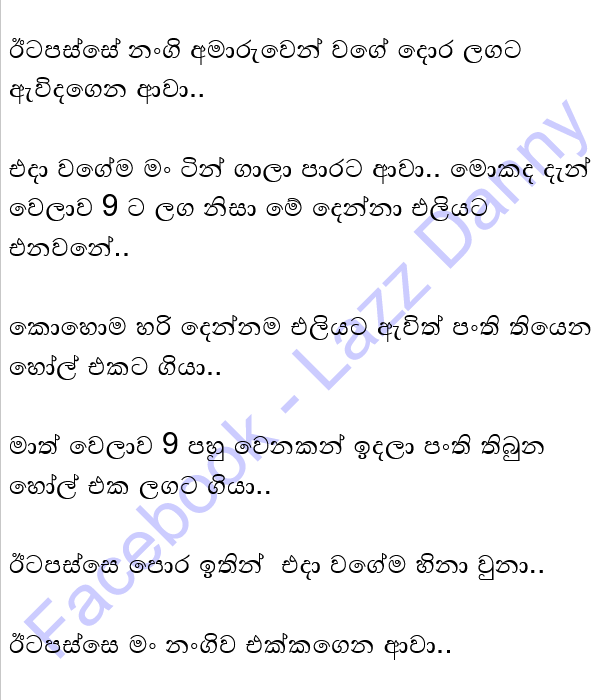 ඊටපස්සේ නංගි අමාරුවෙන් වගේ දොර ලගට
ඇවිදගෙන ආවා..
එදා වගේම මං ටින් ගාලා පාරට ආවා.. මොකද දැන්
වෙලාව 9 ට ලග නිසා මේ දෙන්නා එලියට
එනවනේ..
කොහොම හරි දෙන්නම එලියට ඇවිත් පංති තියෙන
හෝල් එකට ගියා..
මාත් වෙලාව 9 පහු වෙනකන් ඉදලා පංති තිබුන
හෝල් එක ලගට ගියා..
ඊටපස්සෙ පොර ඉතින් එදා වගේම හිනා වුනා..
ඊටපස්සෙ මං නංගිව එක්කගෙන ආවා..
Facebook - Lazz Danny